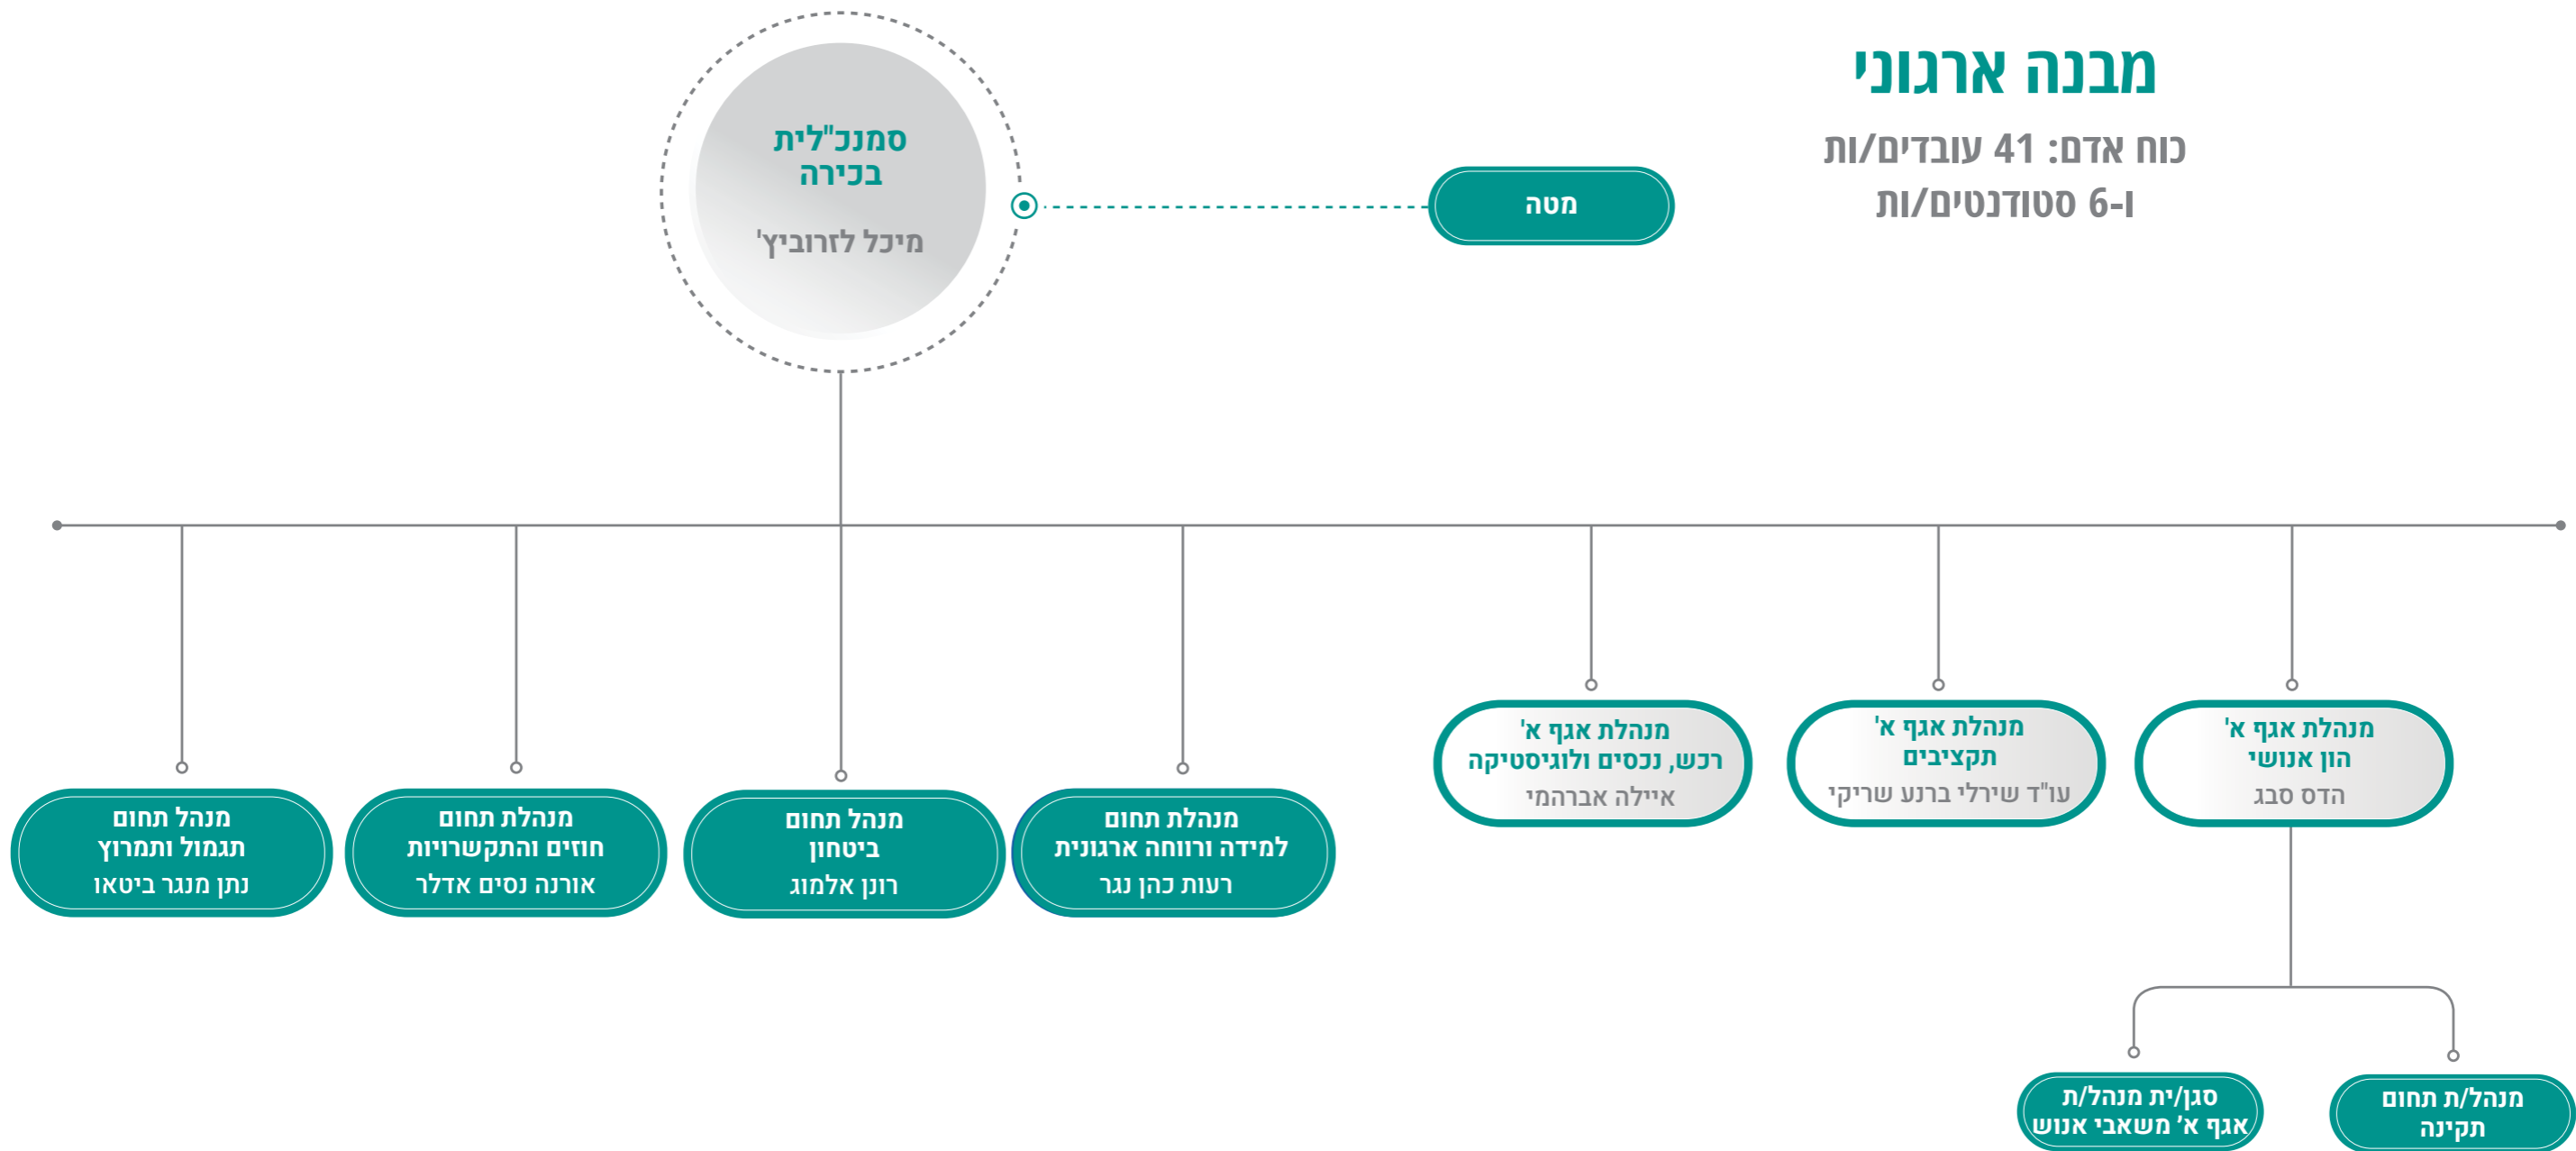 מבנה ארגוני
כוח אדם: 41 עובדים/ות
ו-6 סטודנטים/ות
סמנכ"לית
בכירה
מיכל לזרוביץ'
מטה
מנהלת אגף א'
הון אנושי
הדס סבג
מנהלת אגף א'
תקציבים
עו"ד שירלי ברנע שריקי
מנהלת אגף א'
רכש, נכסים ולוגיסטיקה
איילה אברהמי
מנהלת תחום
למידה ורווחה ארגונית
רעות כהן נגר
מנהל תחום
ביטחון
רונן אלמוג
מנהלת תחום
חוזים והתקשרויות
אורנה נסים אדלר
מנהל תחום
תגמול ותמרוץ
נתן מנגר ביטאו
מנהל/ת תחום
תקינה
סגן/ית מנהל/ת
אגף א' משאבי אנוש